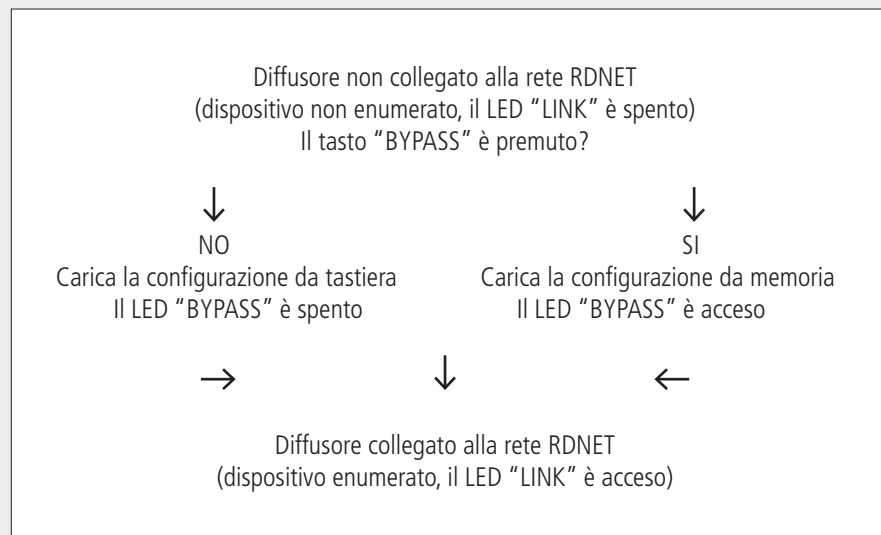 Diffusore non collegato alla rete RDNET
(dispositivo non enumerato, il LED “LINK” è spento)
Il tasto “BYPASS” è premuto?
↓
↓
NO
Carica la configurazione da tastiera
Il LED “BYPASS” è spento
SI
Carica la configurazione da memoria
Il LED “BYPASS” è acceso
→ ↓ ←
Diffusore collegato alla rete RDNET
(dispositivo enumerato, il LED “LINK” è acceso)